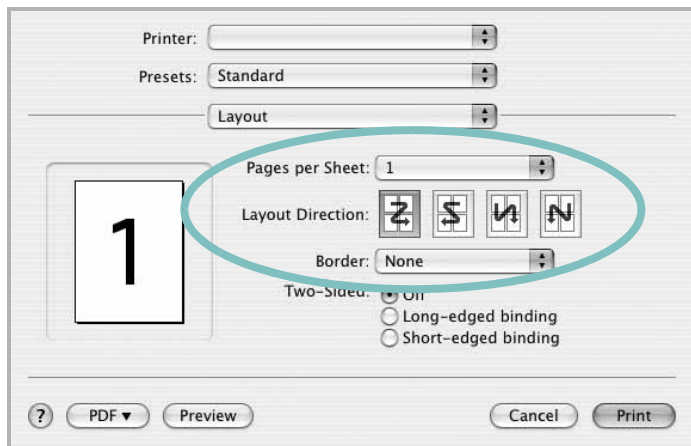 Printer:
Presets: Standard
Layout
Pages per Sheet: 1
Layout Direction:
Border: None
Two-Sided: Off
Long-edged binding
Short-edged binding
1
? PDF▼ Preview Cancel Print